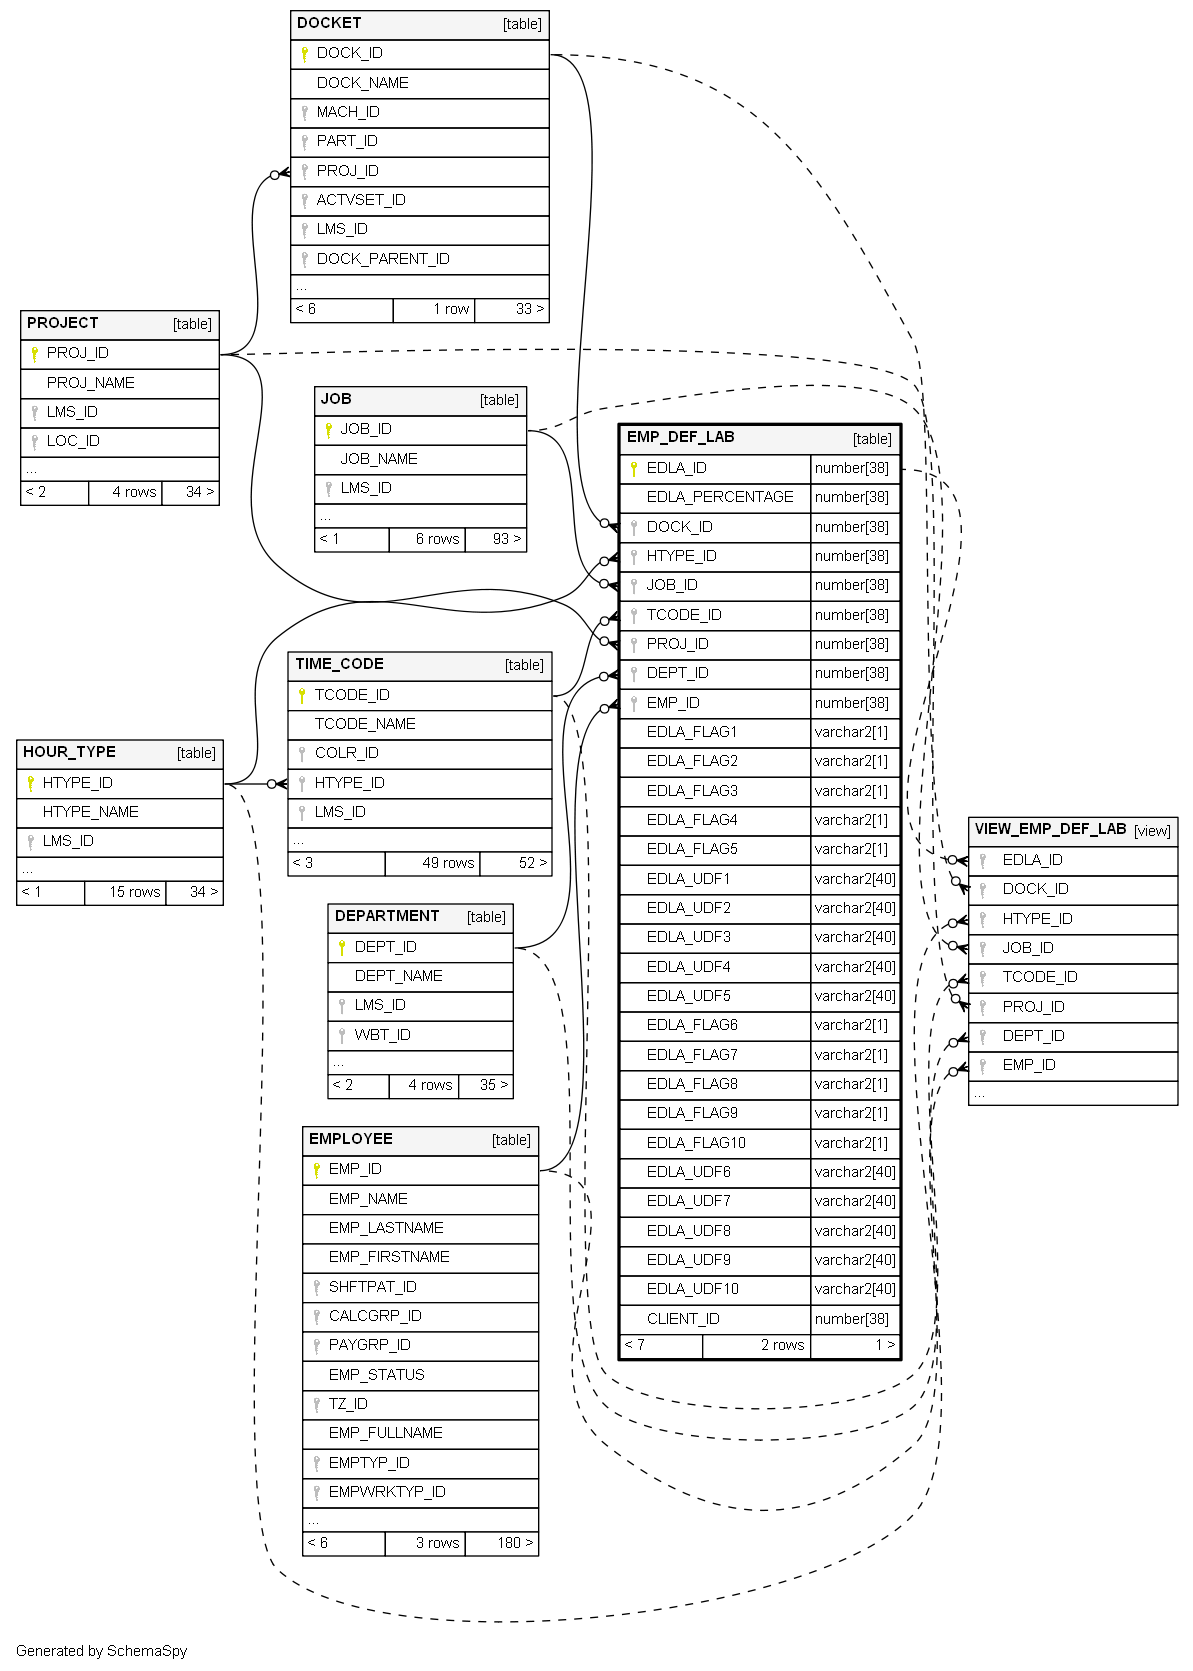 DOCKET [table]
DOCK_ID
DOCK_NAME
MACH_ID
PART_ID
PROJ_ID
ACTVSET_ID
LMS_ID
DOCK_PARENT_ID
...
< 6 1 row 33 >
PROJECT [table]
PROJ_ID
PROJ_NAME
LMS_ID
LOC_ID
...
< 2 4 rows 34 >
JOB [table]
JOB_ID
JOB_NAME
LMS_ID
...
< 1 6 rows 93 >
EMP_DEF_LAB [table]
EDLA_ID number[38]
EDLA_PERCENTAGE number[38]
DOCK_ID number[38]
HTYPE_ID number[38]
JOB_ID number[38]
TCODE_ID number[38]
PROJ_ID number[38]
DEPT_ID number[38]
EMP_ID number[38]
EDLA_FLAG1 varchar2[1]
EDLA_FLAG2 varchar2[1]
EDLA_FLAG3 varchar2[1]
EDLA_FLAG4 varchar2[1]
EDLA_FLAG5 varchar2[1]
EDLA_UDF1 varchar2[40]
EDLA_UDF2 varchar2[40]
EDLA_UDF3 varchar2[40]
EDLA_UDF4 varchar2[40]
EDLA_UDF5 varchar2[40]
EDLA_FLAG6 varchar2[1]
EDLA_FLAG7 varchar2[1]
EDLA_FLAG8 varchar2[1]
EDLA_FLAG9 varchar2[1]
EDLA_FLAG10 varchar2[1]
EDLA_UDF6 varchar2[40]
EDLA_UDF7 varchar2[40]
EDLA_UDF8 varchar2[40]
EDLA_UDF9 varchar2[40]
EDLA_UDF10 varchar2[40]
CLIENT_ID number[38]
< 7 2 rows 1 >
TIME_CODE [table]
TCODE_ID
TCODE_NAME
COLR_ID
HTYPE_ID
LMS_ID
...
< 3 49 rows 52 >
HOUR_TYPE [table]
HTYPE_ID
HTYPE_NAME
LMS_ID
...
< 1 15 rows 34 >
VIEW_EMP_DEF_LAB [view]
EDLA_ID
DOCK_ID
HTYPE_ID
JOB_ID
TCODE_ID
PROJ_ID
DEPT_ID
EMP_ID
...
DEPARTMENT [table]
DEPT_ID
DEPT_NAME
LMS_ID
WBT_ID
...
< 2 4 rows 35 >
EMPLOYEE [table]
EMP_ID
EMP_NAME
EMP_LASTNAME
EMP_FIRSTNAME
SHFTPAT_ID
CALCGRP_ID
PAYGRP_ID
EMP_STATUS
TZ_ID
EMP_FULLNAME
EMPTYP_ID
EMPWRKTYP_ID
...
< 6 3 rows 180 >
Generated by SchemaSpy